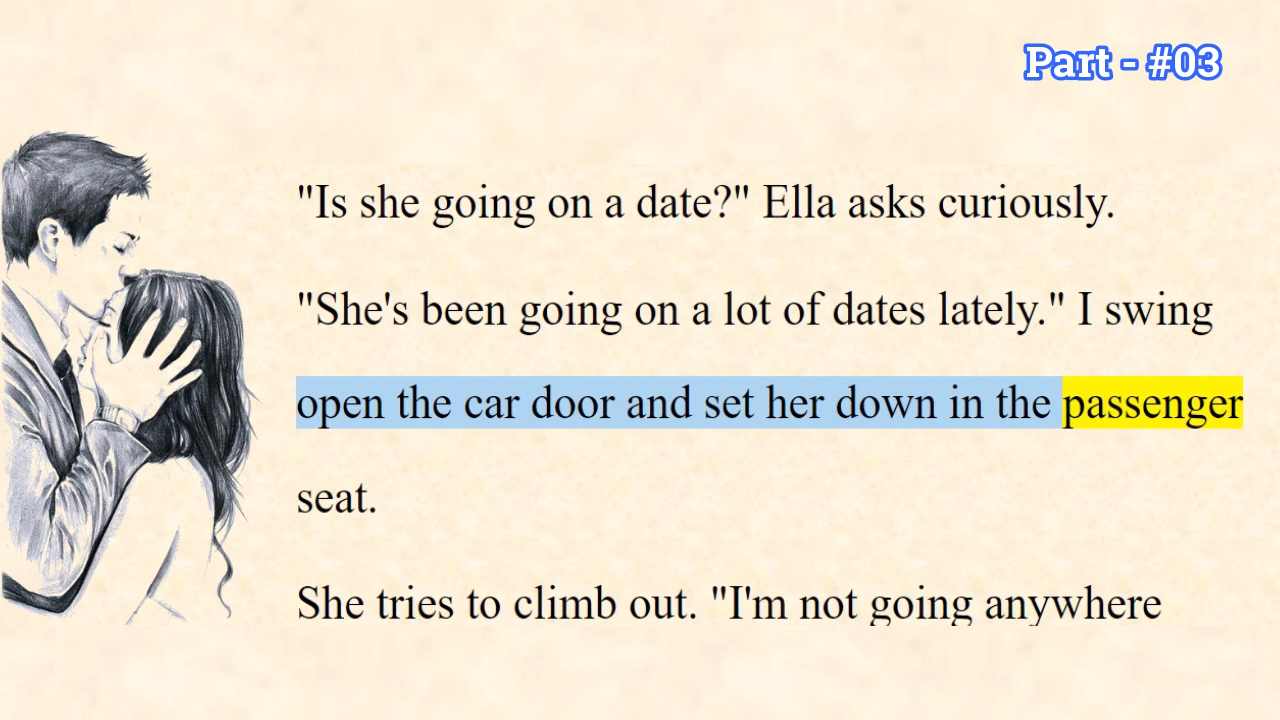 Part - #03
"Is she going on a date?" Ella asks curiously.
"She's been going on a lot of dates lately." I swing
open the car door and set her down in the passenger
seat.
She tries to climb out. "I'm not going anywhere